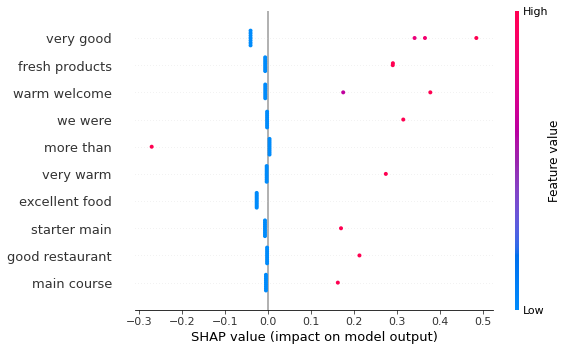 High
very good
fresh products
warm welcome
we were
more than
very warm
excellent food
starter main
good restaurant
main course
Feature value
Low
−0.3 −0.2 −0.1 0.0 0.1 0.2 0.3 0.4 0.5
SHAP value (impact on model output)